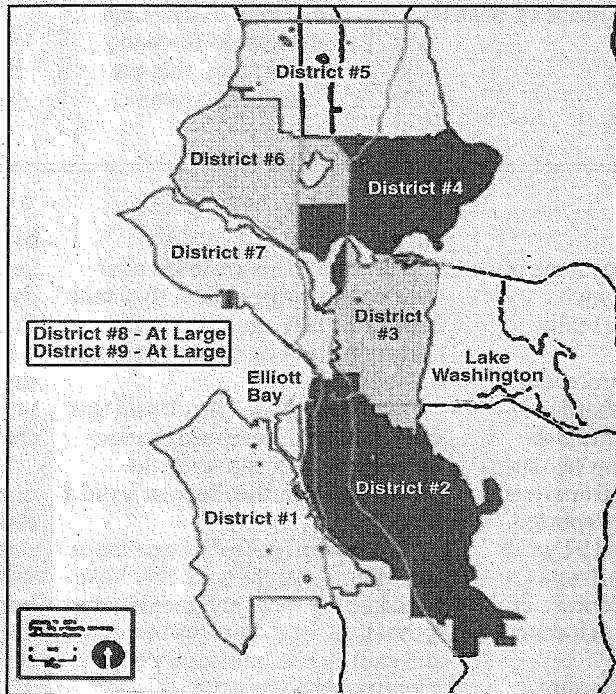 District #5
District #6
District #4
District #7
District
#3
District #8 - At Large
District #9 - At Large
Lake
Washington
Elliott
Bay
District #2
District #1